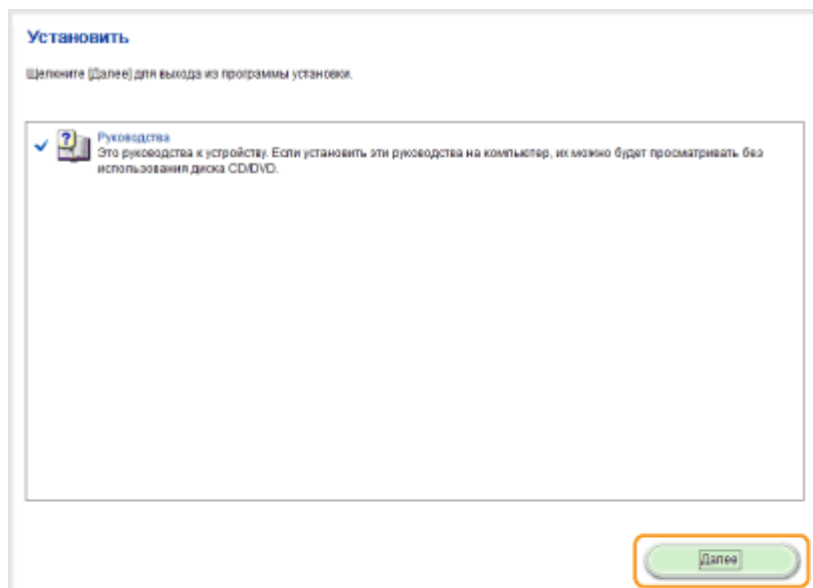 Установить
Щелкните [Далее] для выхода из программы установки.
Руководства
Это руководства к устройству. Если установить эти руководства на компьютер, их можно будет просматривать без
использования диска CD/DVD.
Далее